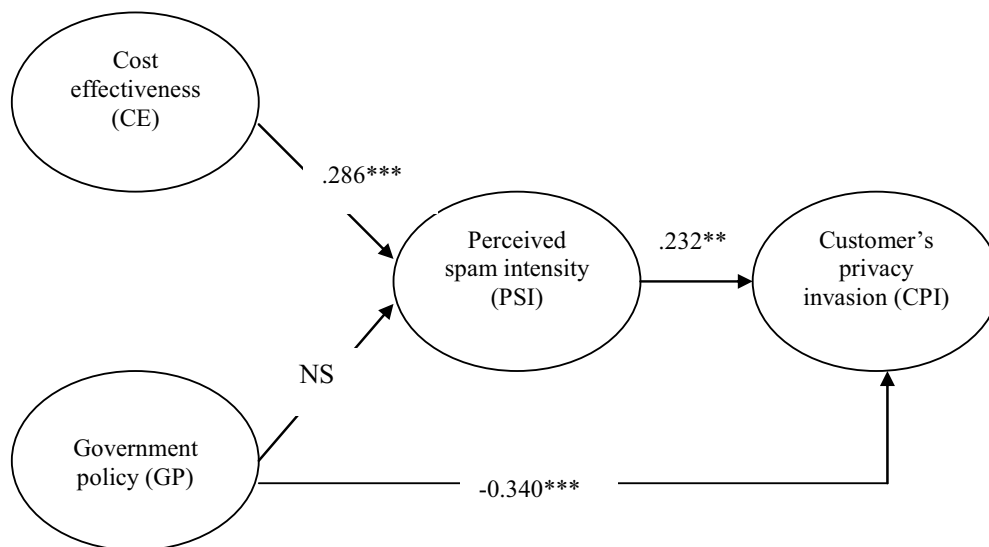 Cost
effectiveness
(CE)
.286***
Perceived
spam intensity
(PSI)
.232**
Customer’s
privacy
invasion (CPI)
NS
Government
policy (GP)
-0.340***